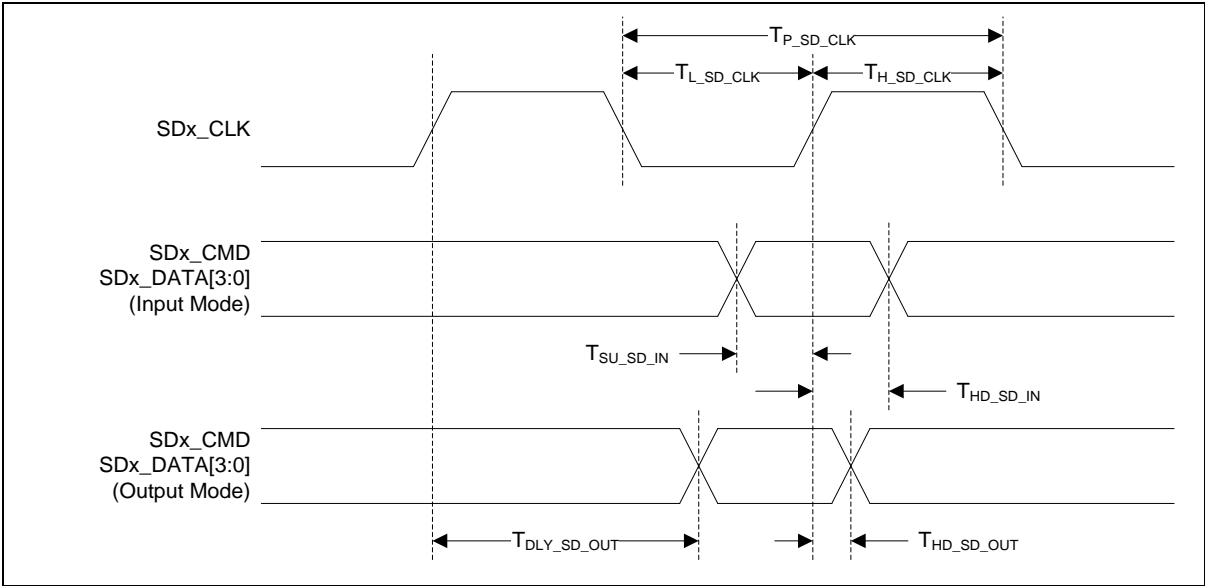 T_P_SD_CLK
T_L_SD_CLK
T_H_SD_CLK
SDx_CLK
SDx_CMD
SDx_DATA[3:0]
(Input Mode)
T_SU_SD_IN
T_HD_SD_IN
SDx_CMD
SDx_DATA[3:0]
(Output Mode)
T_DLY_SD_OUT
T_HD_SD_OUT